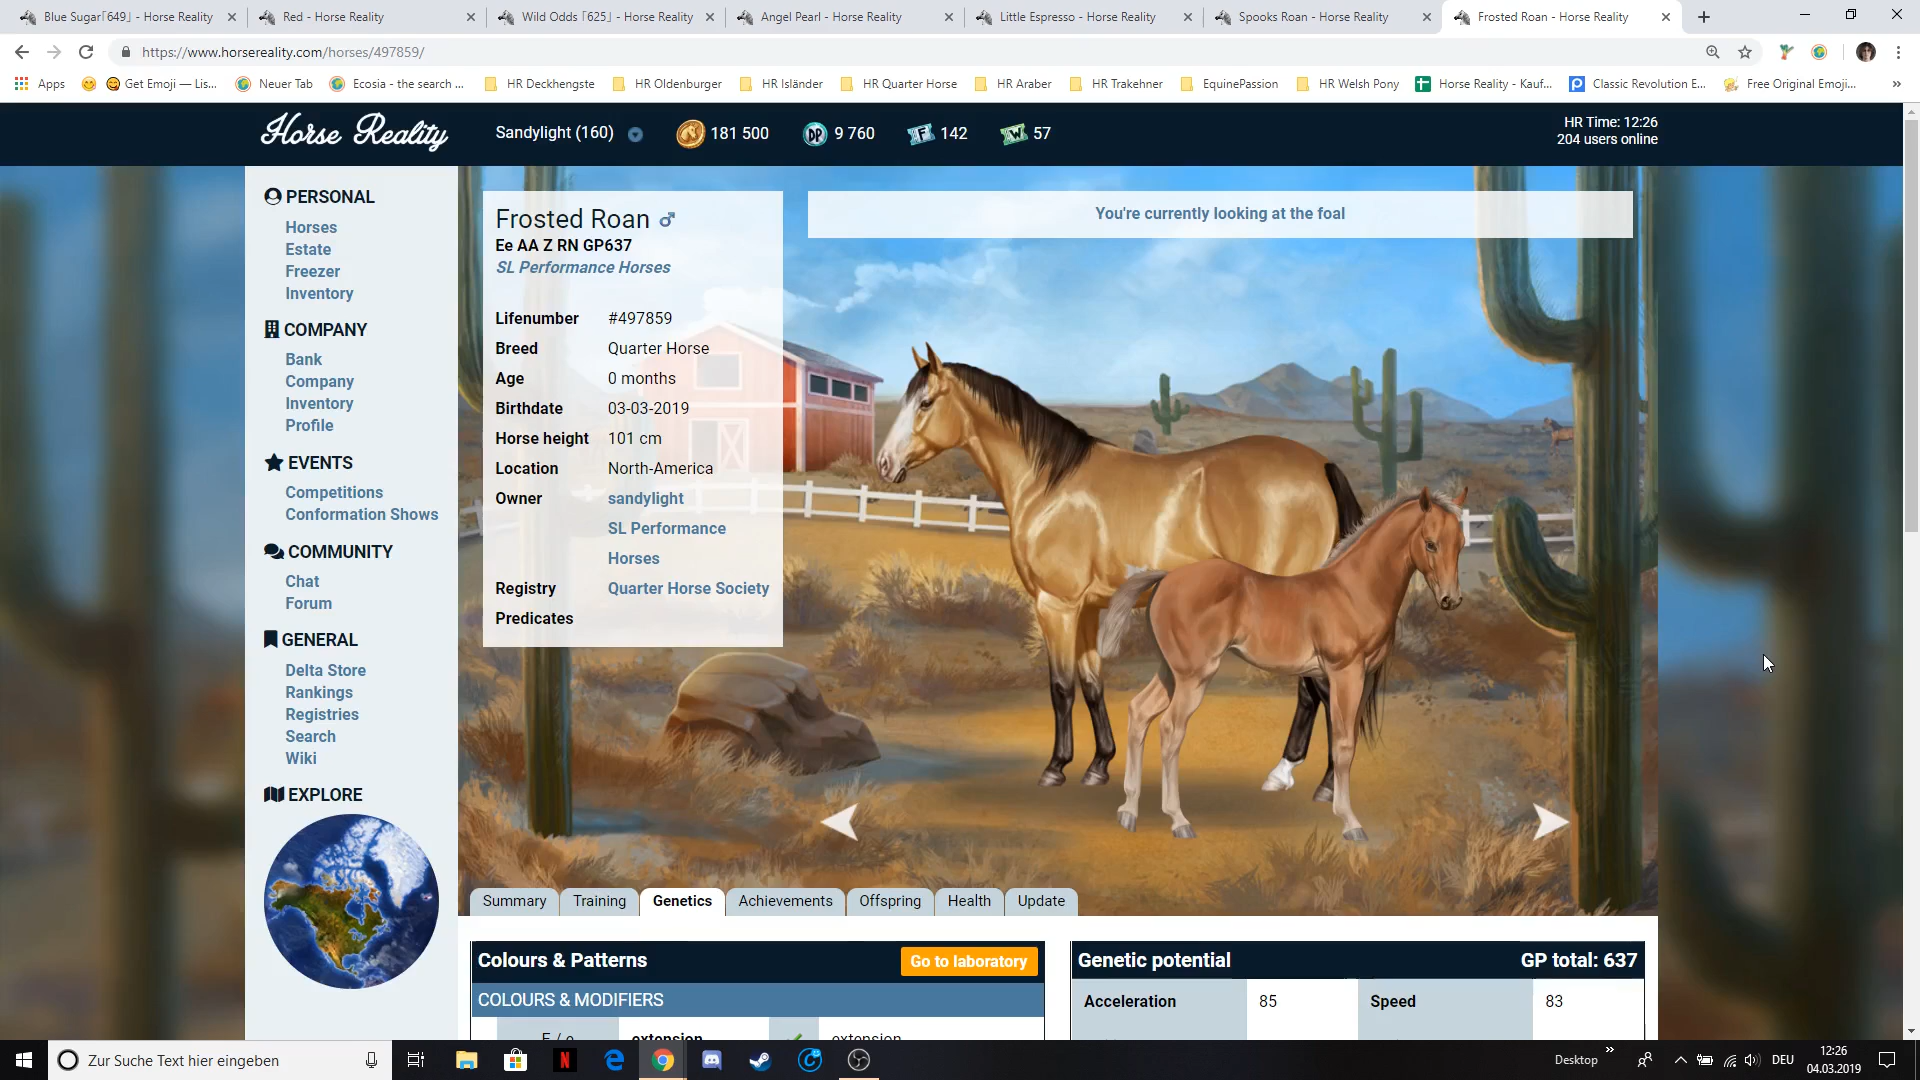 Blue Sugar「649」 - Horse Reality
Red - Horse Reality
Wild Odds「625」 - Horse Reality
Angel Pearl - Horse Reality
Little Espresso - Horse Reality
Spooks Roan - Horse Reality
Frosted Roan - Horse Reality
https://www.horsereality.com/horses/497859/
Apps
Get Emoji — Lis...
Neuer Tab
Ecosia - the search ...
HR Deckhengste
HR Oldenburger
HR Isländer
HR Quarter Horse
HR Araber
HR Trakehner
EquinePassion
HR Welsh Pony
Horse Reality - Kauf...
Classic Revolution E...
Free Original Emoji...
»
Horse Reality
Sandylight (160)
181 500
DP
9 760
F
142
W
57
HR Time: 12:26
204 users online
PERSONAL
Horses
Estate
Freezer
Inventory
COMPANY
Bank
Company
Inventory
Profile
EVENTS
Competitions
Conformation Shows
COMMUNITY
Chat
Forum
GENERAL
Delta Store
Rankings
Registries
Search
Wiki
EXPLORE
Frosted Roan ♂
Ee AA Z RN GP637
SL Performance Horses
Lifenumber #497859
Breed Quarter Horse
Age 0 months
Birthdate 03-03-2019
Horse height 101 cm
Location North-America
Owner sandylight
SL Performance
Horses
Registry Quarter Horse Society
Predicates
You're currently looking at the foal
Summary
Training
Genetics
Achievements
Offspring
Health
Update
Colours & Patterns
Go to laboratory
COLOURS & MODIFIERS
E / e extension extension
Genetic potential
GP total: 637
Acceleration 85 Speed 83
Zur Suche Text hier eingeben
Desktop
»
DEU
12:26
04.03.2019